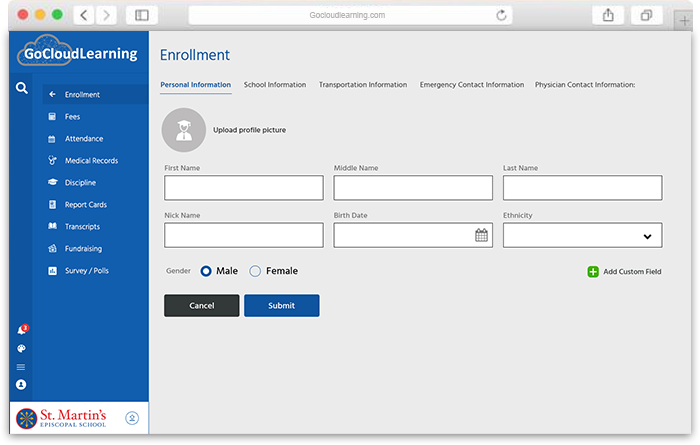 Gocloudlearning.com
GoCloudLearning
Enrollment
Fees
Attendance
Medical Records
Discipline
Report Cards
Transcripts
Fundraising
Survey / Polls
3
St. Martin's
EPISCOPAL SCHOOL
Enrollment
Personal Information School Information Transportation Information Emergency Contact Information Physician Contact Information:
Upload profile picture
First Name Middle Name Last Name
Nick Name Birth Date Ethnicity
Gender Male Female Add Custom Field
Cancel Submit